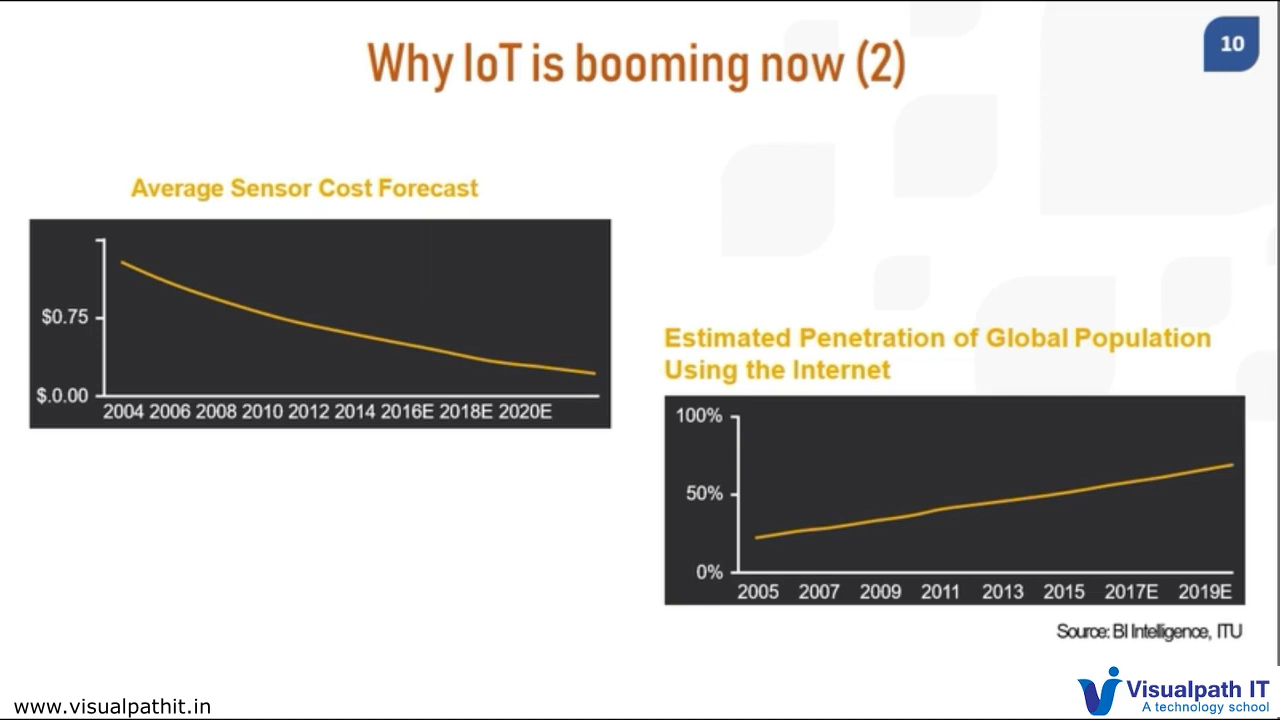 Why IoT is booming now (2)
10
Average Sensor Cost Forecast
$0.75
$.0.00
2004 2006 2008 2010 2012 2014 2016E 2018E 2020E
Estimated Penetration of Global Population
Using the Internet
100%
50%
0%
2005 2007 2009 2011 2013 2015 2017E 2019E
Source: BI Intelligence, ITU
www.visualpathit.in
Visualpath IT
A technology school